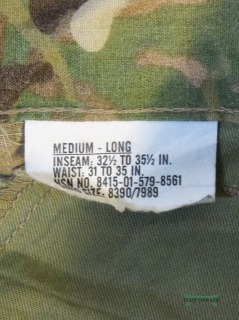 MEDIUM - LONG
INSEAM: 32½ TO 35½ IN.
WAIST: 31 TO 35 IN.
NSN NO. 8415-01-579-8561
SIZE: 8390/7989